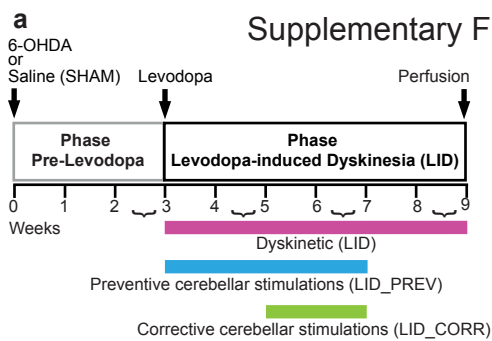 a
Supplementary F
6-OHDA
or
Saline (SHAM)
Levodopa
Perfusion
Phase
Pre-Levodopa
Phase
Levodopa-induced Dyskinesia (LID)
0 1 2 3 4 5 6 7 8 9
Weeks
Dyskinetic (LID)
Preventive cerebellar stimulations (LID_PREV)
Corrective cerebellar stimulations (LID_CORR)